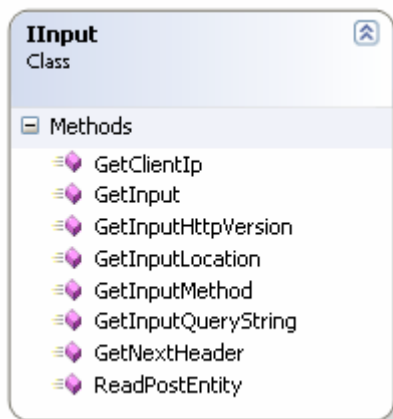 IInput
Class
Methods
GetClientIp
GetInput
GetInputHttpVersion
GetInputLocation
GetInputMethod
GetInputQueryString
GetNextHeader
ReadPostEntity